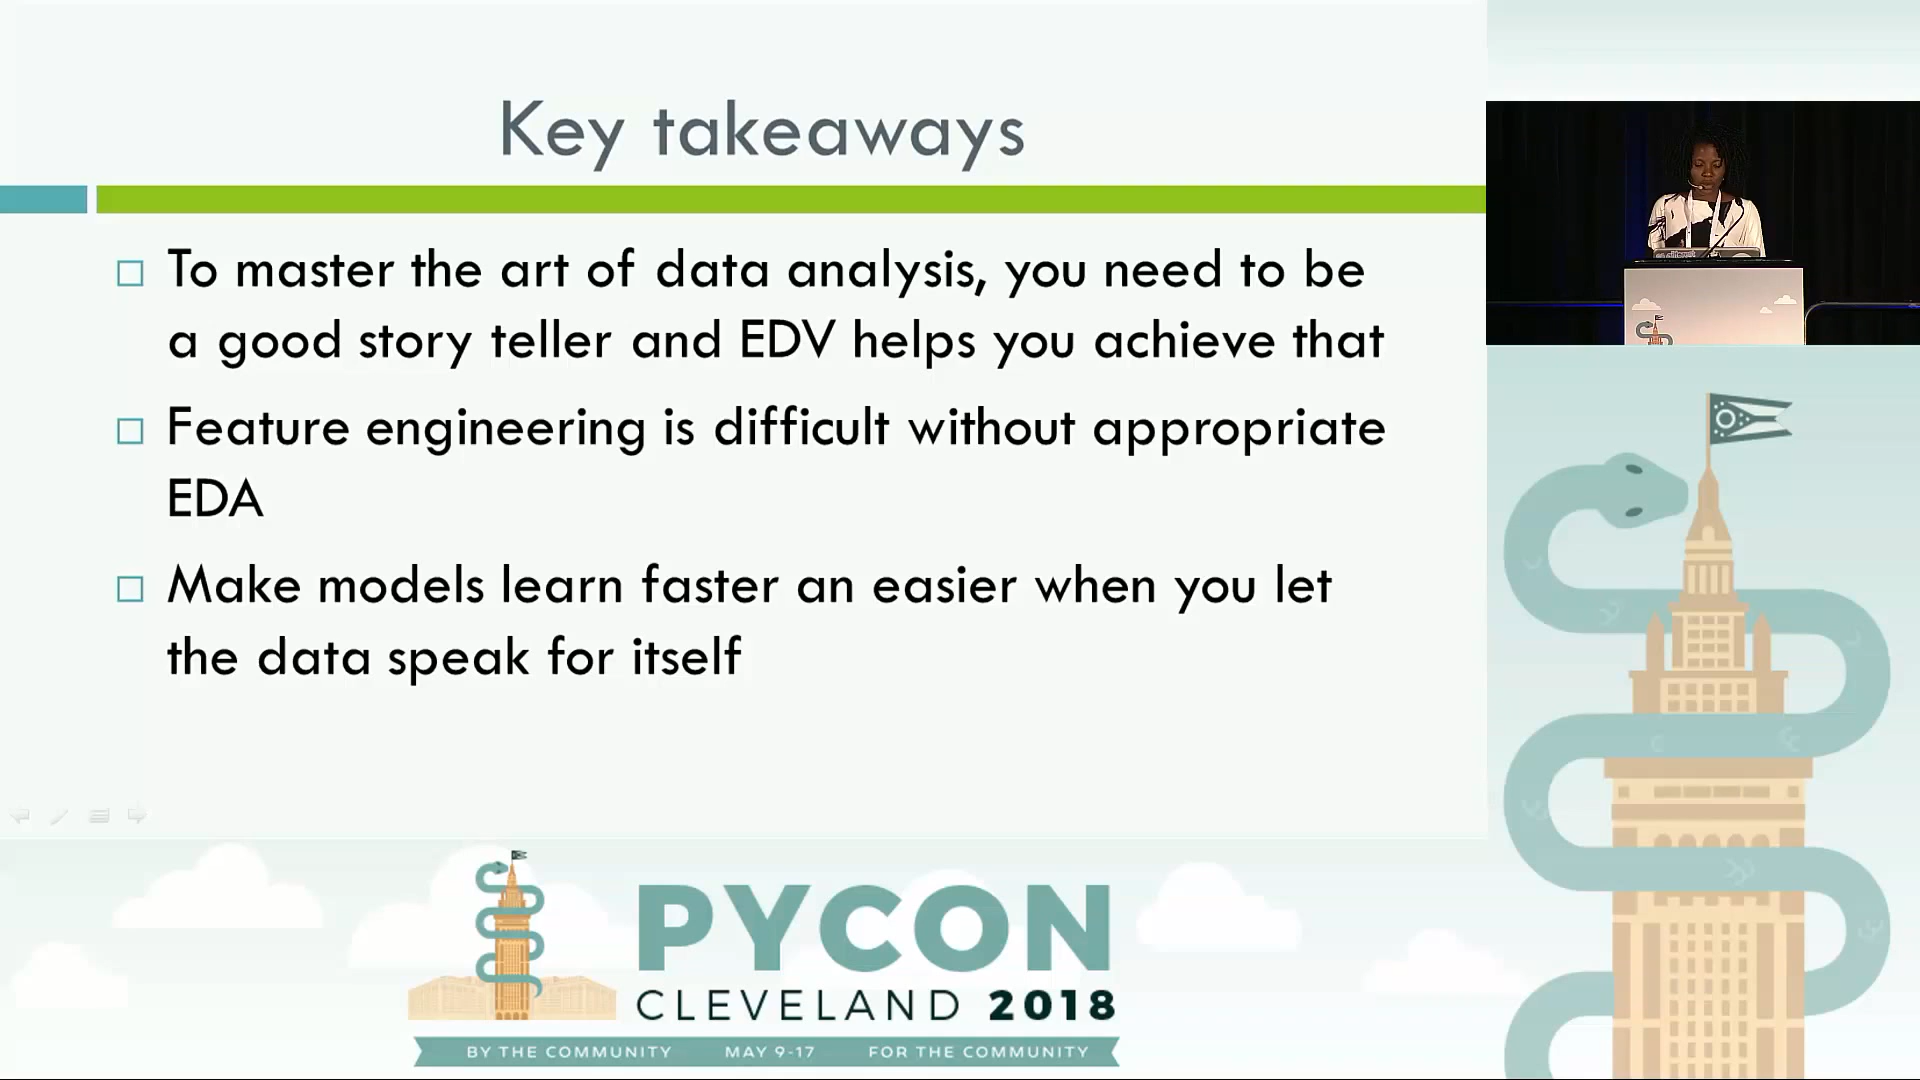 Key takeaways
To master the art of data analysis, you need to be
a good story teller and EDV helps you achieve that
Feature engineering is difficult without appropriate
EDA
Make models learn faster an easier when you let
the data speak for itself
PYCON
CLEVELAND 2018
BY THE COMMUNITY MAY 9-17 FOR THE COMMUNITY